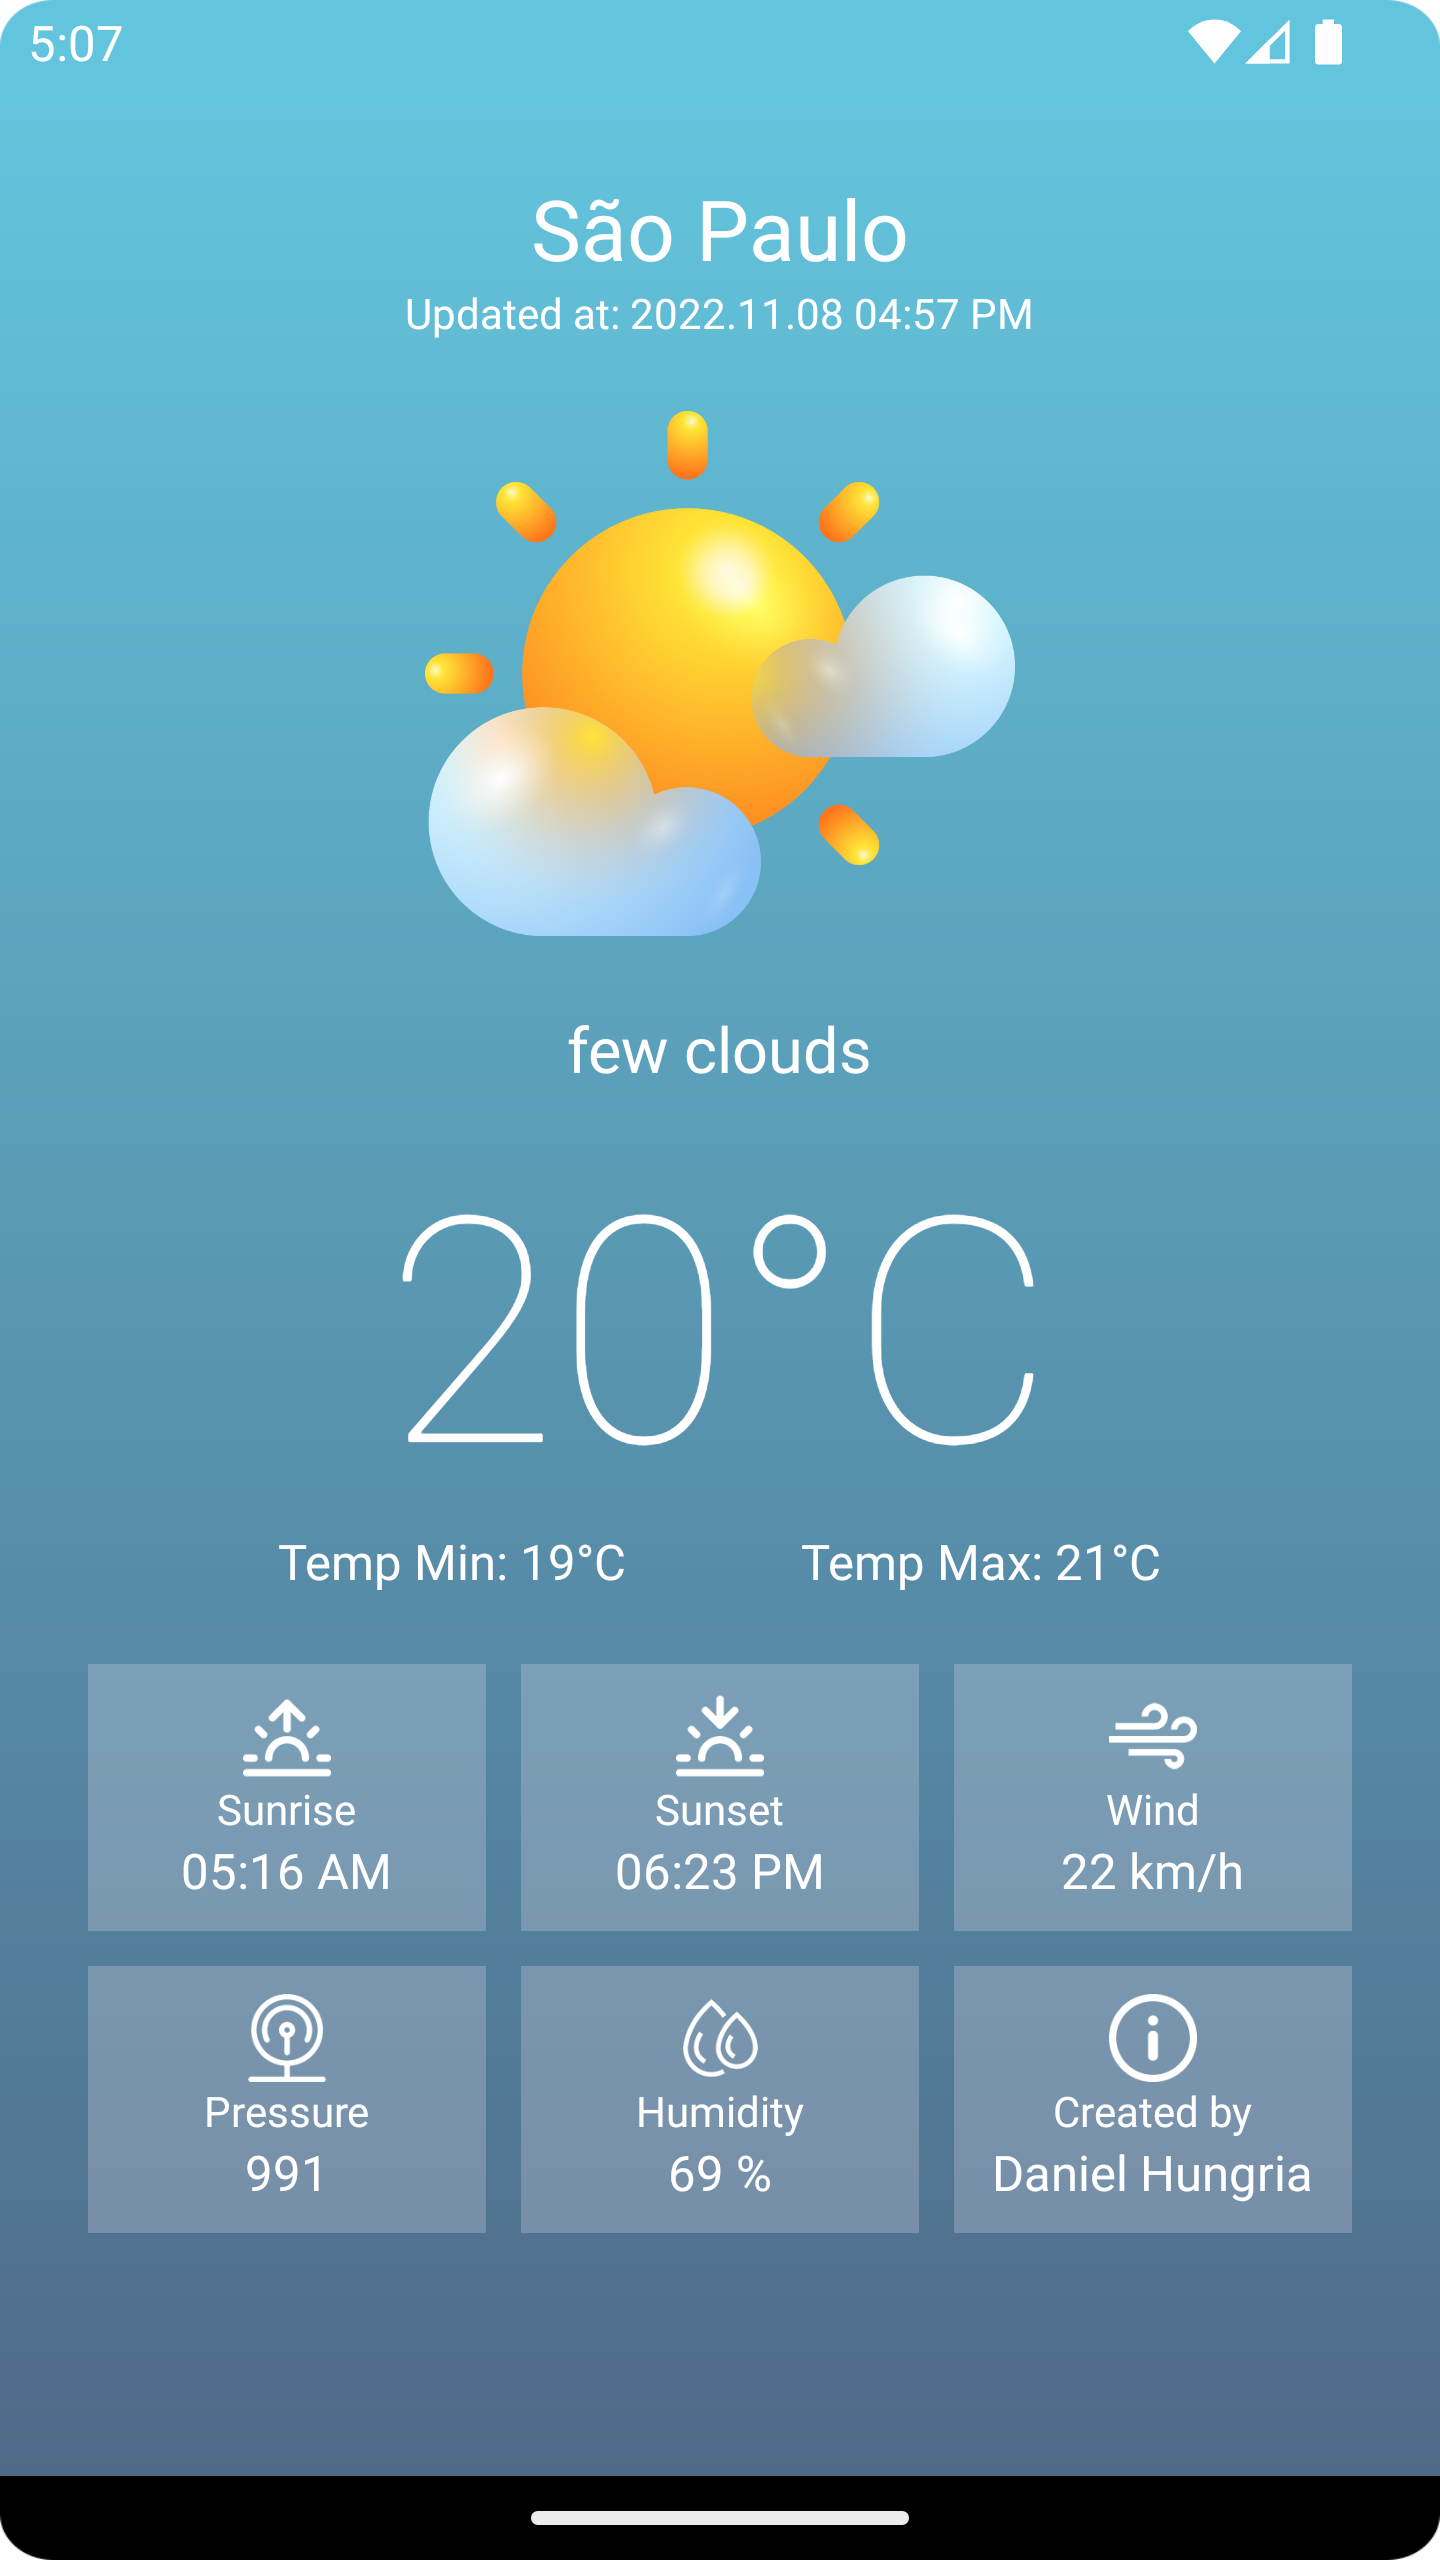 5:07
São Paulo
Updated at: 2022.11.08 04:57 PM
few clouds
20°C
Temp Min: 19°C Temp Max: 21°C
Sunrise Sunset Wind
05:16 AM 06:23 PM 22 km/h
Pressure Humidity Created by
991 69 % Daniel Hungria